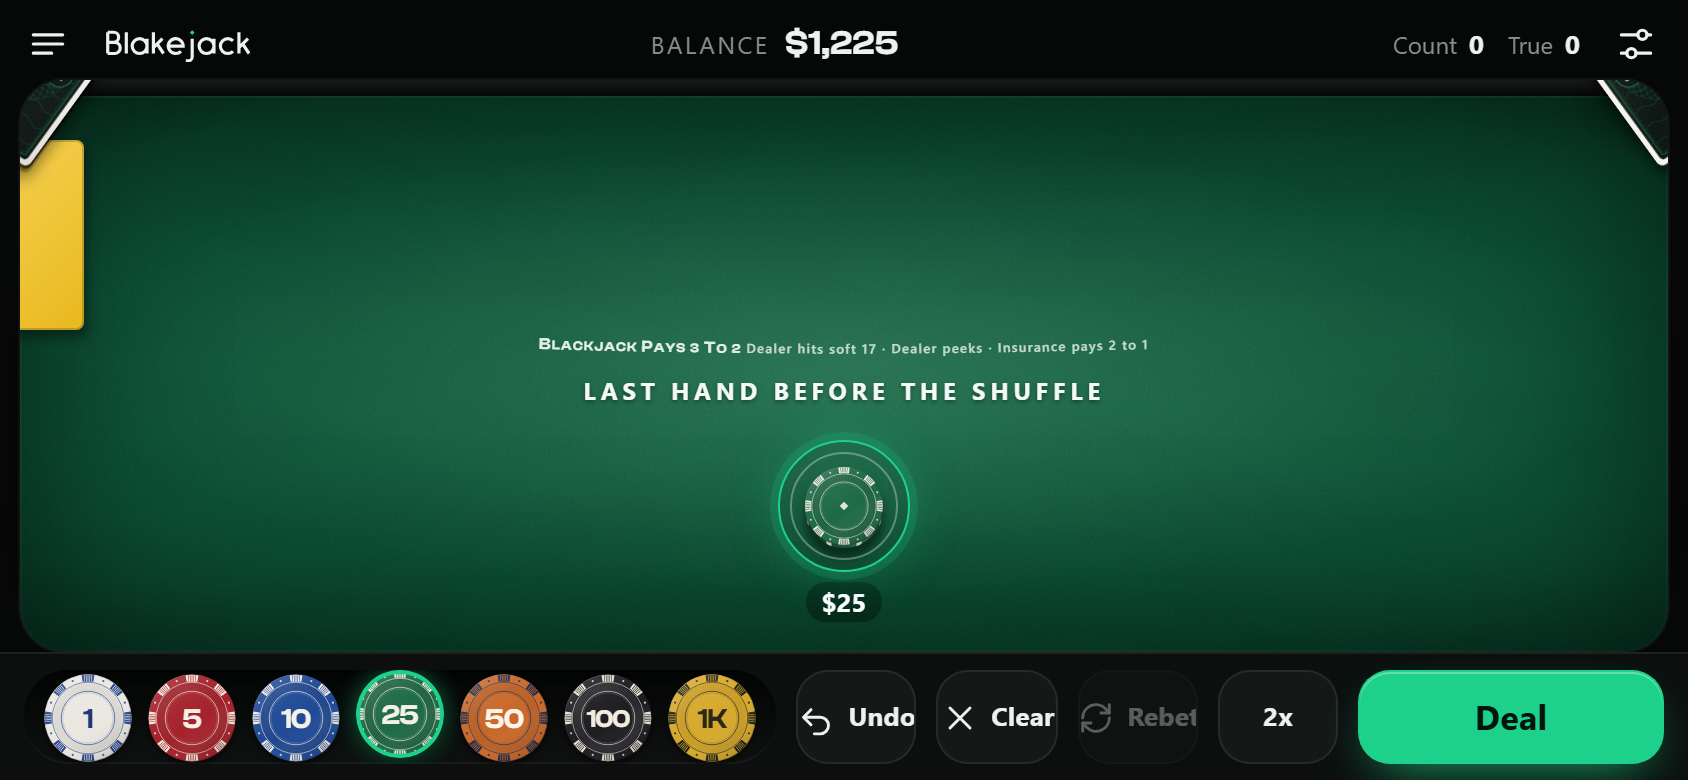 Blakejack
BALANCE $1,225
Count 0 True 0
BLACKJACK PAYS 3 TO 2 Dealer hits soft 17 · Dealer peeks · Insurance pays 2 to 1
LAST HAND BEFORE THE SHUFFLE
$25
1 5 10 25 50 100 1K Undo Clear Rebet 2x Deal